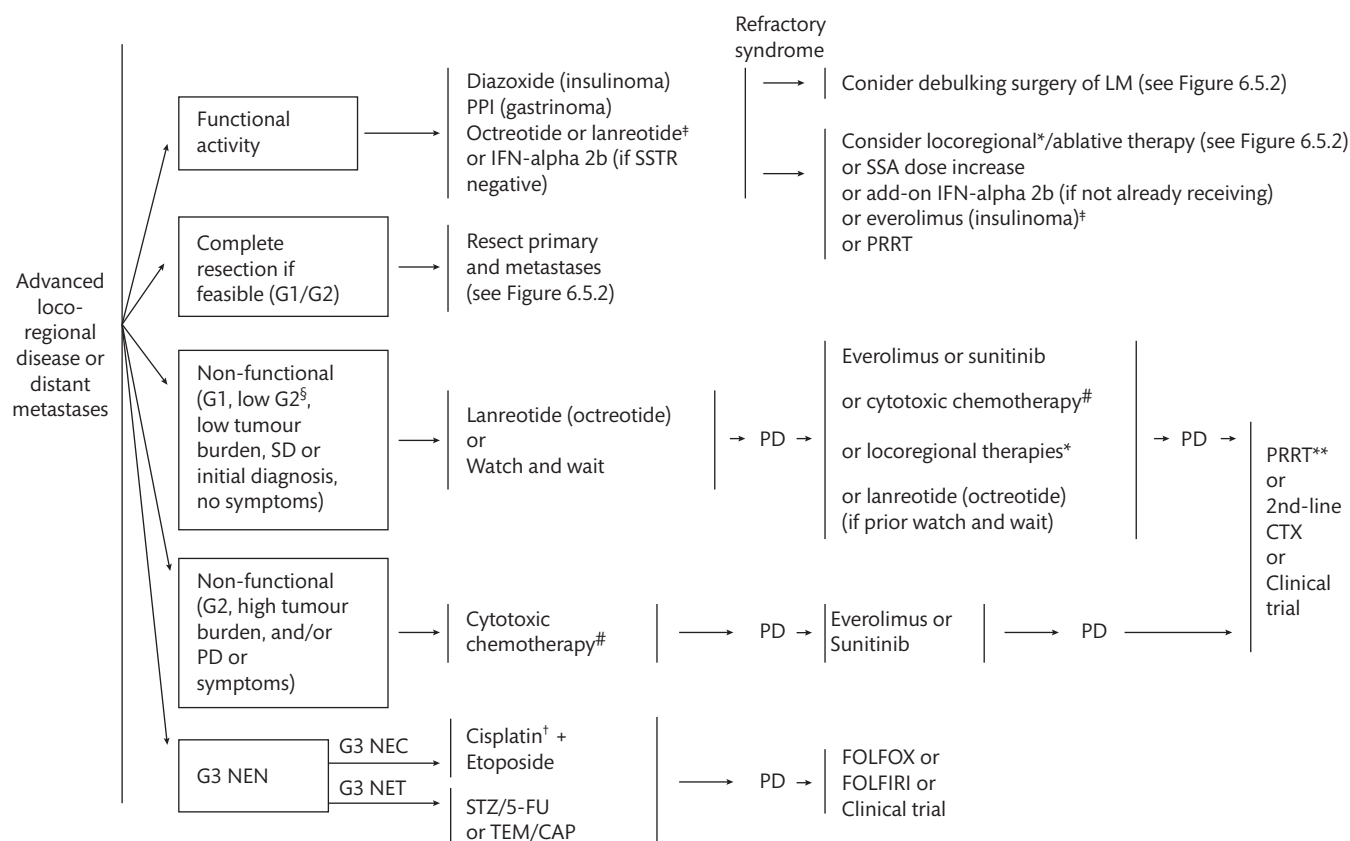 Advanced
loco-
regional
disease or
distant
metastases
Functional
activity
Diazoxide (insulinoma)
PPI (gastrinoma)
Octreotide or lanreotide‡
or IFN-alpha 2b (if SSTR
negative)
Refractory
syndrome
Conider debulking surgery of LM (see Figure 6.5.2)
Consider locoregional*/ablative therapy (see Figure 6.5.2)
or SSA dose increase
or add-on IFN-alpha 2b (if not already receiving)
or everolimus (insulinoma)‡
or PRRT
Complete
resection if
feasible (G1/G2)
Resect primary
and metastases
(see Figure 6.5.2)
Non-functional
(G1, low G2§,
low tumour
burden, SD or
initial diagnosis,
no symptoms)
Lanreotide (octreotide)
or
Watch and wait
PD
Everolimus or sunitinib
or cytotoxic chemotherapy#
or locoregional therapies*
or lanreotide (octreotide)
(if prior watch and wait)
PD
PRRT**
or
2nd-line
CTX
or
Clinical
trial
Non-functional
(G2, high tumour
burden, and/or
PD or
symptoms)
Cytotoxic
chemotherapy#
PD
Everolimus or
Sunitinib
PD
G3 NEN
G3 NEC
Cisplatin† +
Etoposide
G3 NET
STZ/5-FU
or TEM/CAP
PD
FOLFOX or
FOLFIRI or
Clinical trial